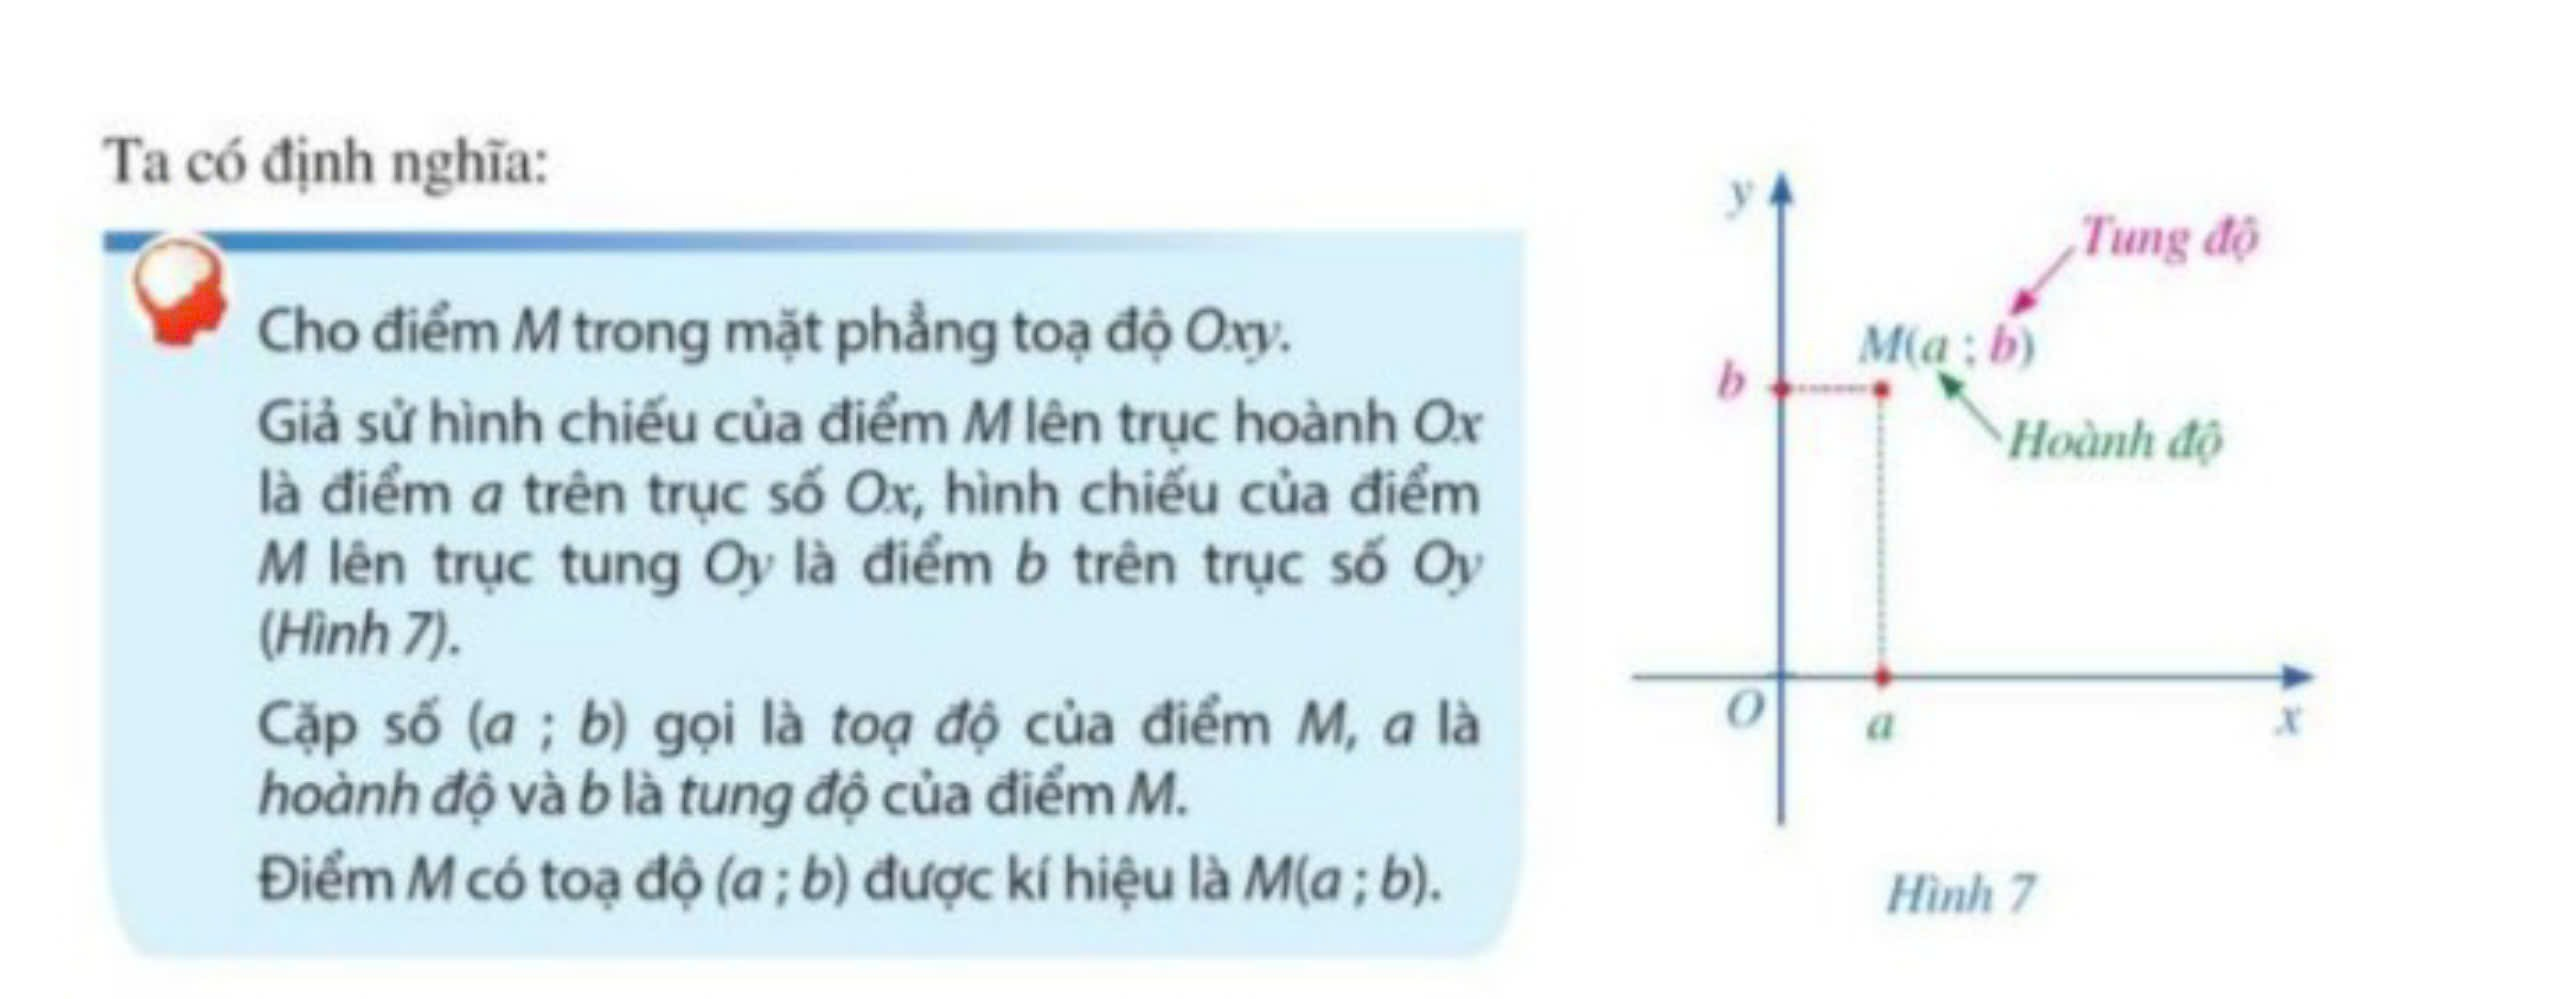 Ta có định nghĩa:
Cho điểm M trong mặt phẳng toạ độ Oxy.
Giả sử hình chiếu của điểm M lên trục hoành Ox
là điểm a trên trục số Ox, hình chiếu của điểm
M lên trục tung Oy là điểm b trên trục số Oy
(Hình 7).
Cặp số (a ; b) gọi là toạ độ của điểm M, a là
hoành độ và b là tung độ của điểm M.
Điểm M có toạ độ (a ; b) được kí hiệu là M(a ; b).
y
Tung độ
M(a ; b)
b
Hoành độ
O
a
x
Hình 7